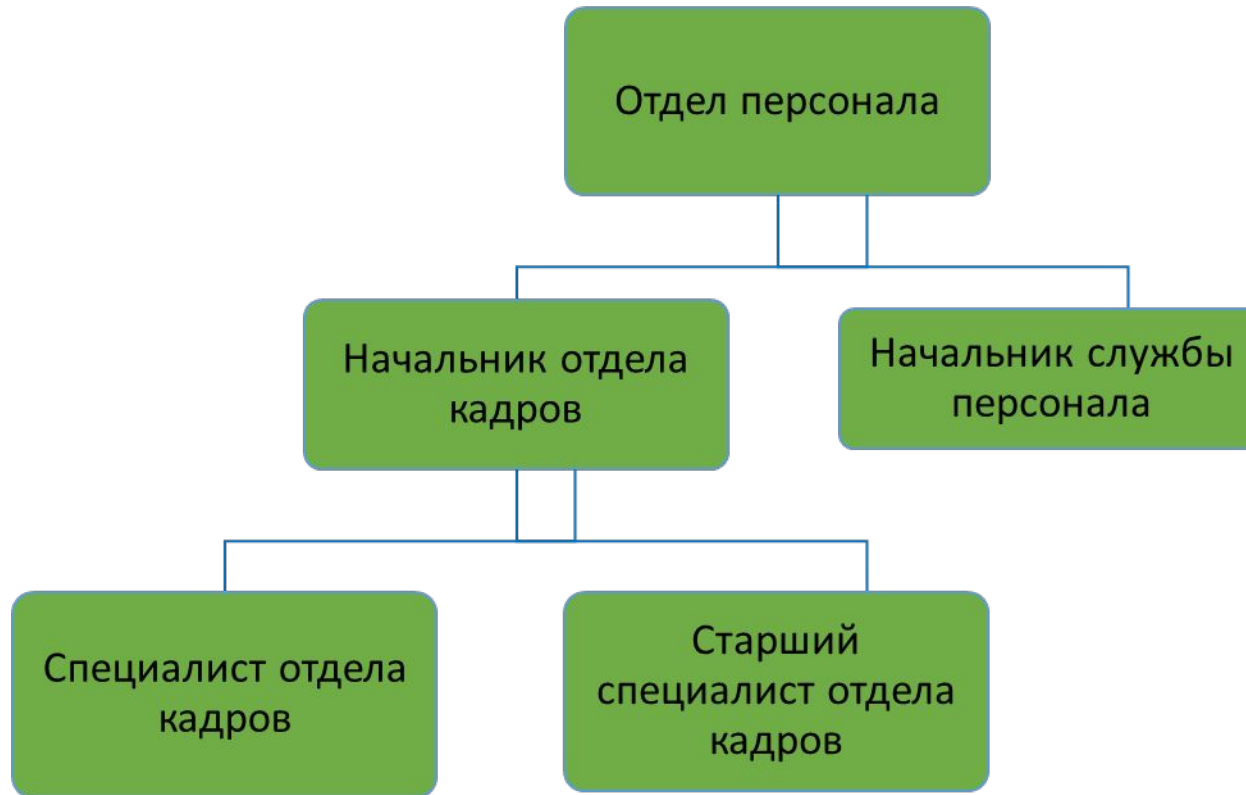 Отдел персонала
Начальник отдела
кадров
Начальник службы
персонала
Специалист отдела
кадров
Старший
специалист отдела
кадров